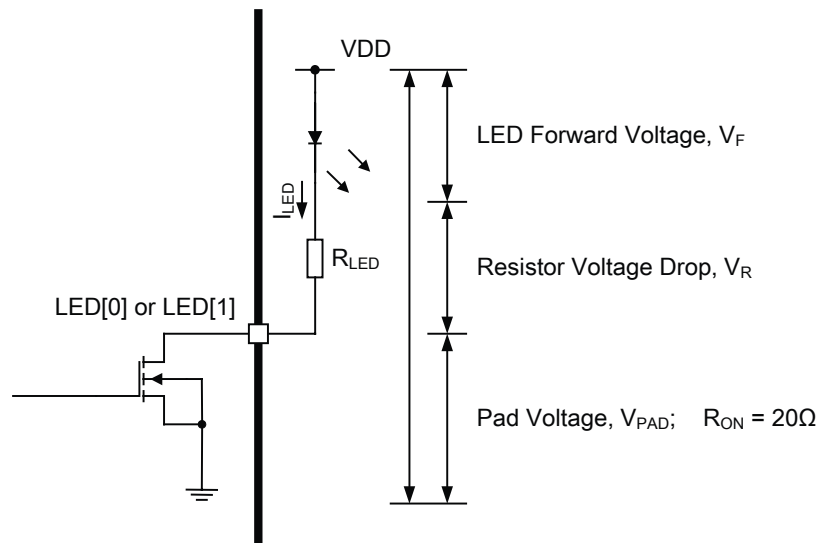 VDD
LED Forward Voltage, VF
ILED
RLED
Resistor Voltage Drop, VR
LED[0] or LED[1]
Pad Voltage, VPAD; RON = 20Ω